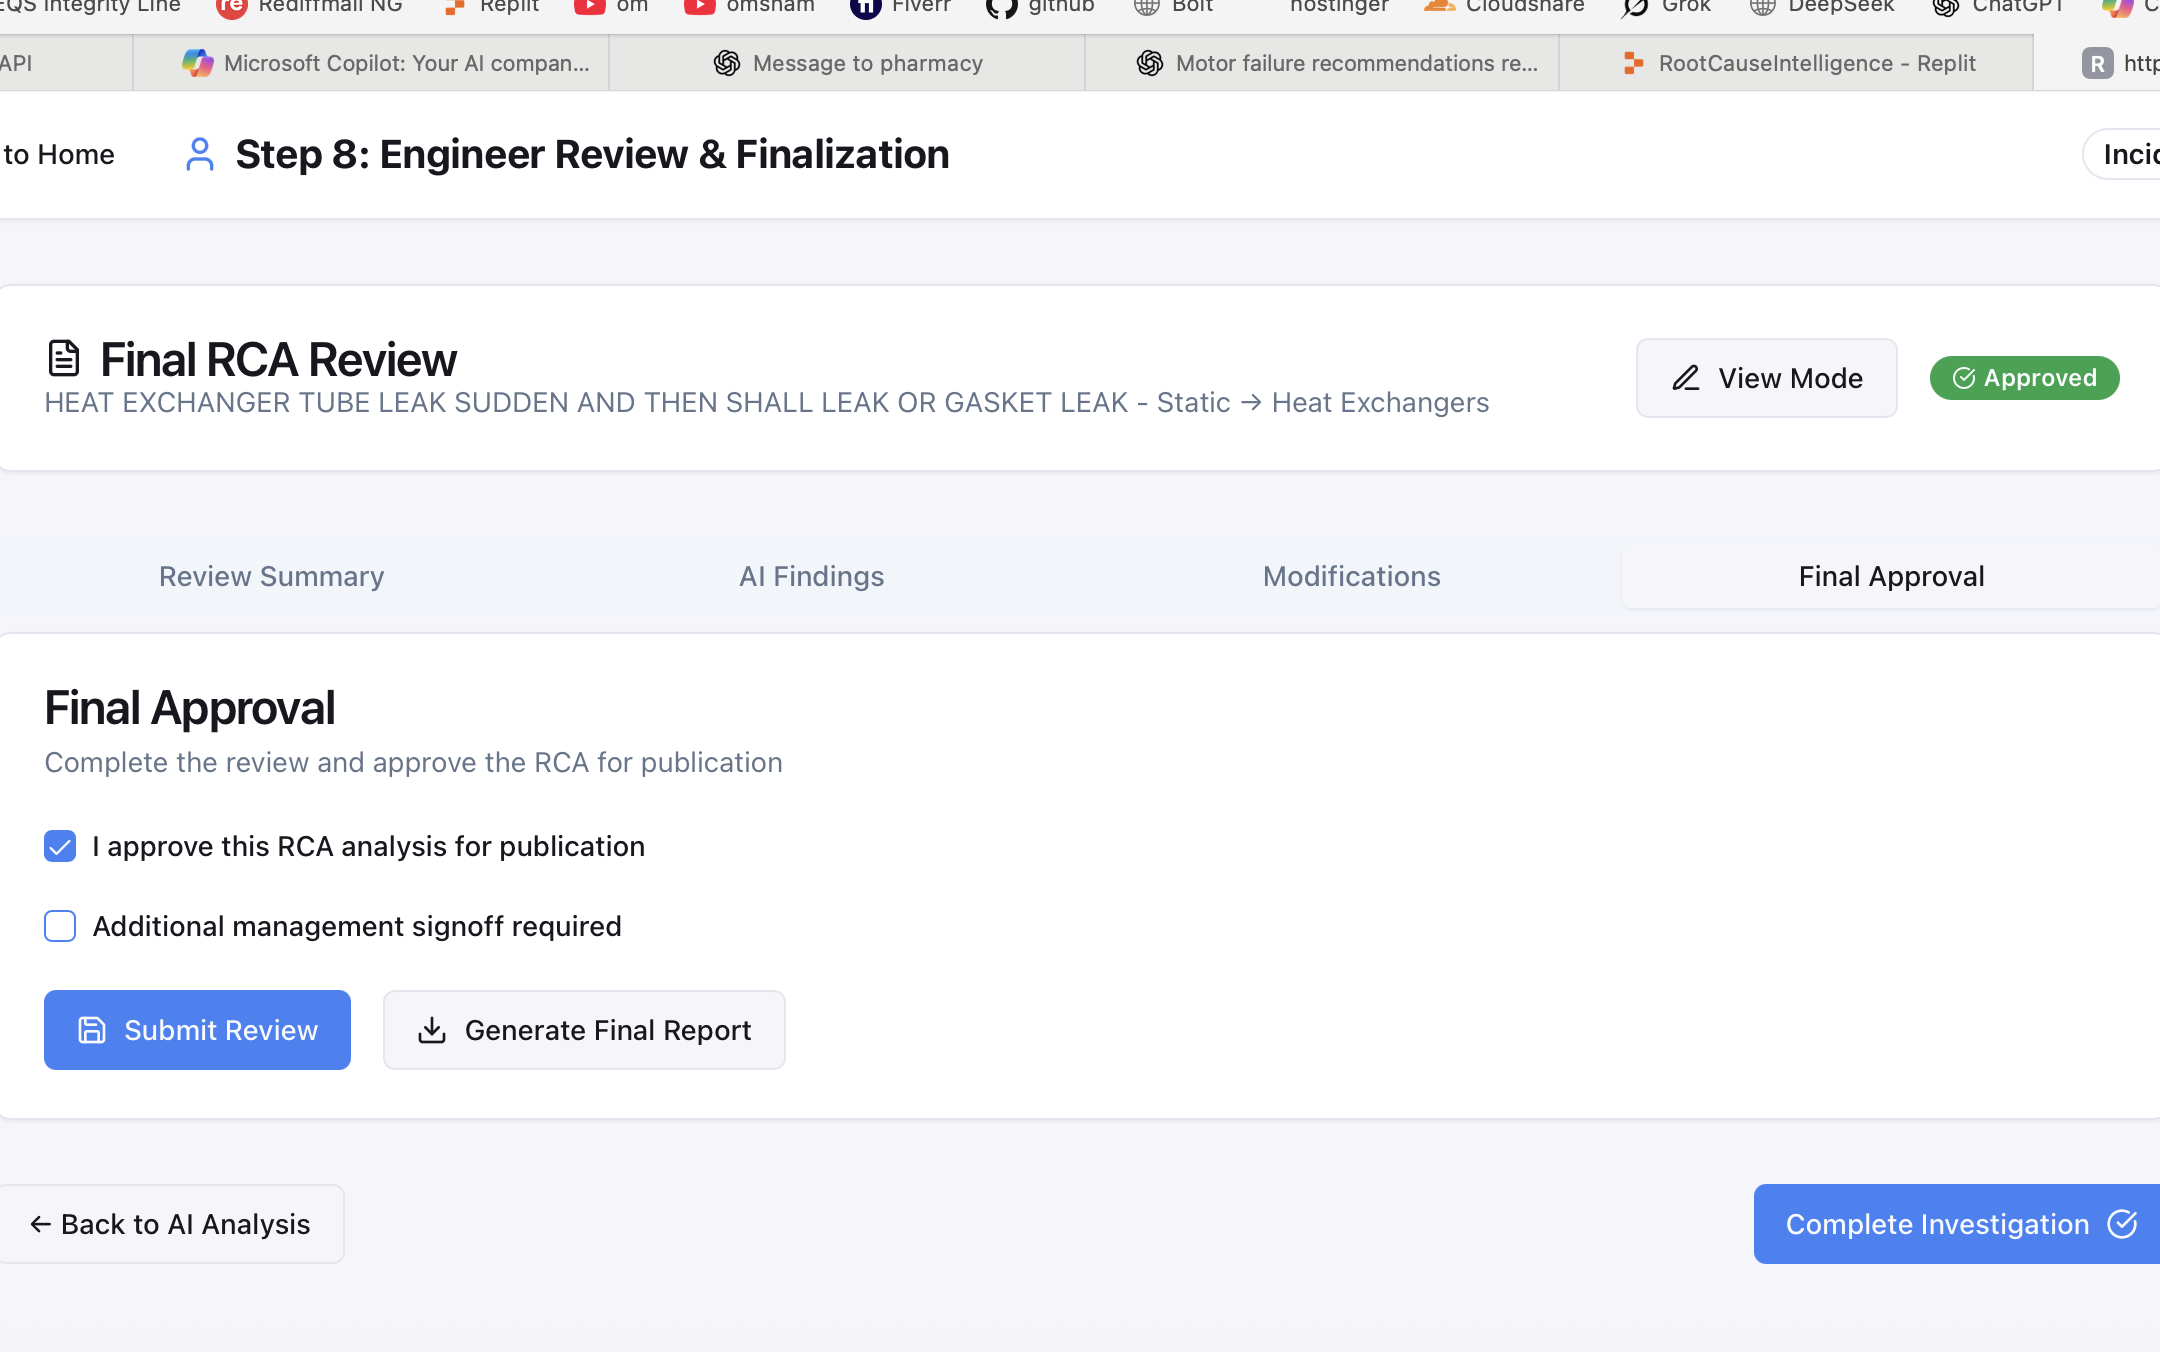 EQS Integrity Line Rediffmail NG Replit om omsham Fiverr github Bolt hostinger Cloudshare Grok DeepSeek ChatGPT
API Microsoft Copilot: Your AI compan... Message to pharmacy Motor failure recommendations re... RootCauseIntelligence - Replit R http
to Home Step 8: Engineer Review & Finalization Incid
Final RCA Review View Mode Approved
HEAT EXCHANGER TUBE LEAK SUDDEN AND THEN SHALL LEAK OR GASKET LEAK - Static → Heat Exchangers
Review Summary AI Findings Modifications Final Approval
Final Approval
Complete the review and approve the RCA for publication
I approve this RCA analysis for publication
Additional management signoff required
Submit Review Generate Final Report
← Back to AI Analysis Complete Investigation